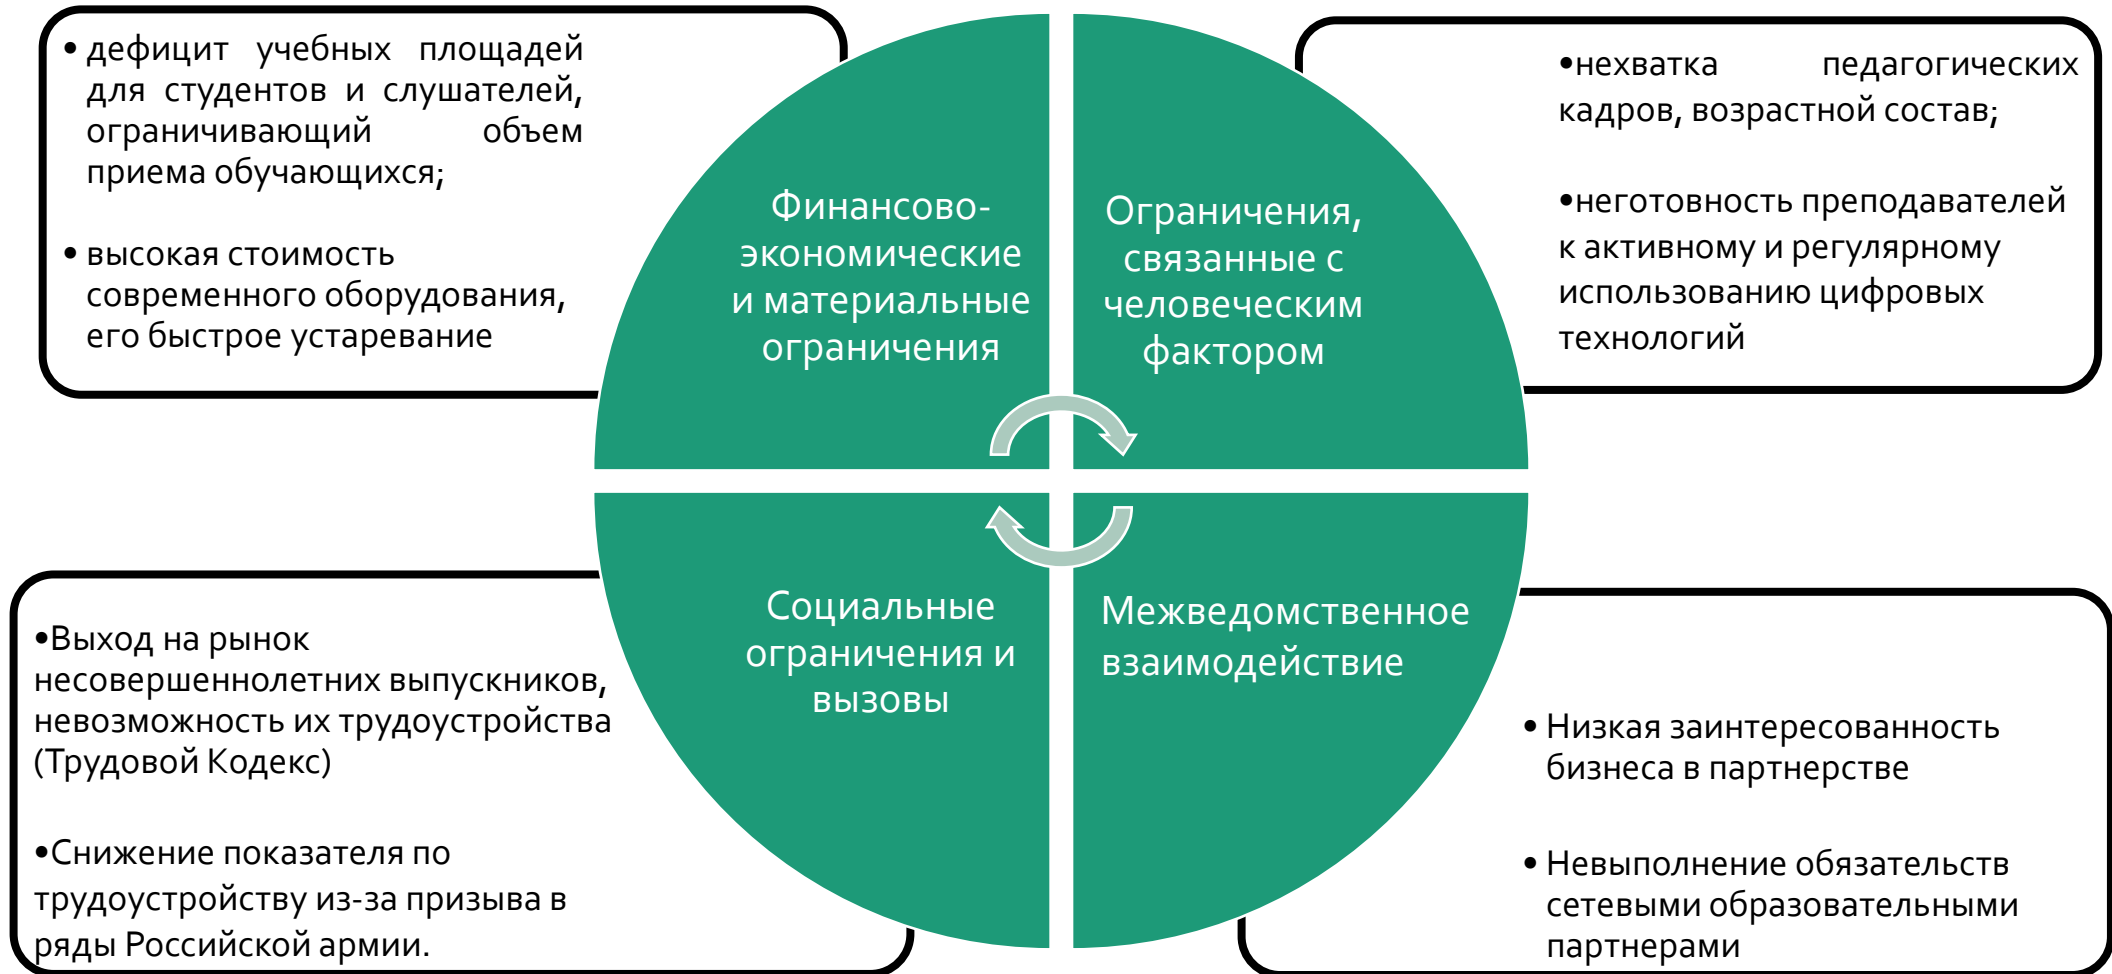 • дефицит учебных площадей
для студентов и слушателей,
ограничивающий объем
приема обучающихся;
• высокая стоимость
современного оборудования,
его быстрое устаревание
Финансово-
экономические
и материальные
ограничения
Ограничения,
связанные с
человеческим
фактором
•нехватка педагогических
кадров, возрастной состав;
•неготовность преподавателей
к активному и регулярному
использованию цифровых
технологий
•Выход на рынок
несовершеннолетних выпускников,
невозможность их трудоустройства
(Трудовой Кодекс)
•Снижение показателя по
трудоустройству из-за призыва в
ряды Российской армии.
Социальные
ограничения и
вызовы
Межведомственное
взаимодействие
• Низкая заинтересованность
бизнеса в партнерстве
• Невыполнение обязательств
сетевыми образовательными
партнерами